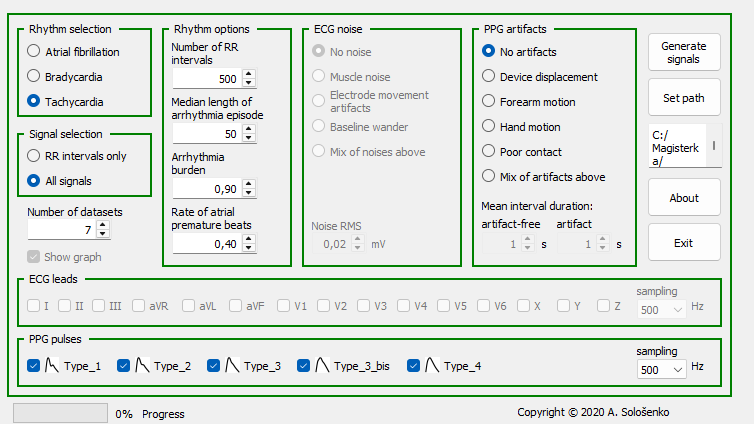 Rhythm selection
Atrial fibrillation
Bradycardia
Tachycardia
Signal selection
RR intervals only
All signals
Number of datasets
7
Show graph
Rhythm options
Number of RR
intervals
500
Median length of
arrhythmia episode
50
Arrhythmia
burden
0,90
Rate of atrial
premature beats
0,40
ECG noise
No noise
Muscle noise
Electrode movement
artifacts
Baseline wander
Mix of noises above
Noise RMS
0,02 mV
PPG artifacts
No artifacts
Device displacement
Forearm motion
Hand motion
Poor contact
Mix of artifacts above
Mean interval duration:
artifact-free artifact
1 s 1 s
Generate
signals
Set path
C:/
Magisterk
a/
About
Exit
ECG leads
I II III aVR aVL aVF V1 V2 V3 V4 V5 V6 X Y Z
sampling
500 Hz
PPG pulses
Type_1 Type_2 Type_3 Type_3_bis Type_4
sampling
500 Hz
0% Progress
Copyright © 2020 A. Sološenko